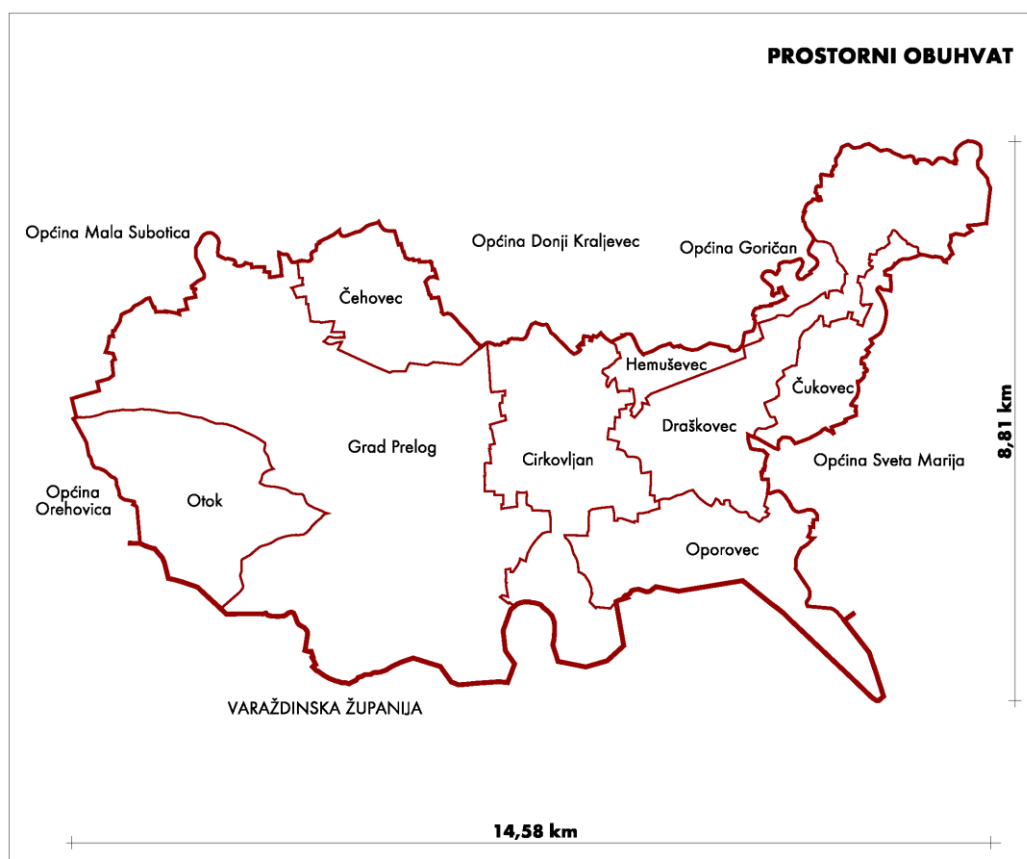 PROSTORNI OBUHVAT
Općina Mala Subotica
Općina Donji Kraljevec
Općina Goričan
Čehovec
Hemuševec
Čukovec
Draškovec
Grad Prelog
Cirkovljan
Općina Sveta Marija
8,81 km
Općina
Orehovica
Otok
Oporovec
VARAŽDINSKA ŽUPANIJA
14,58 km